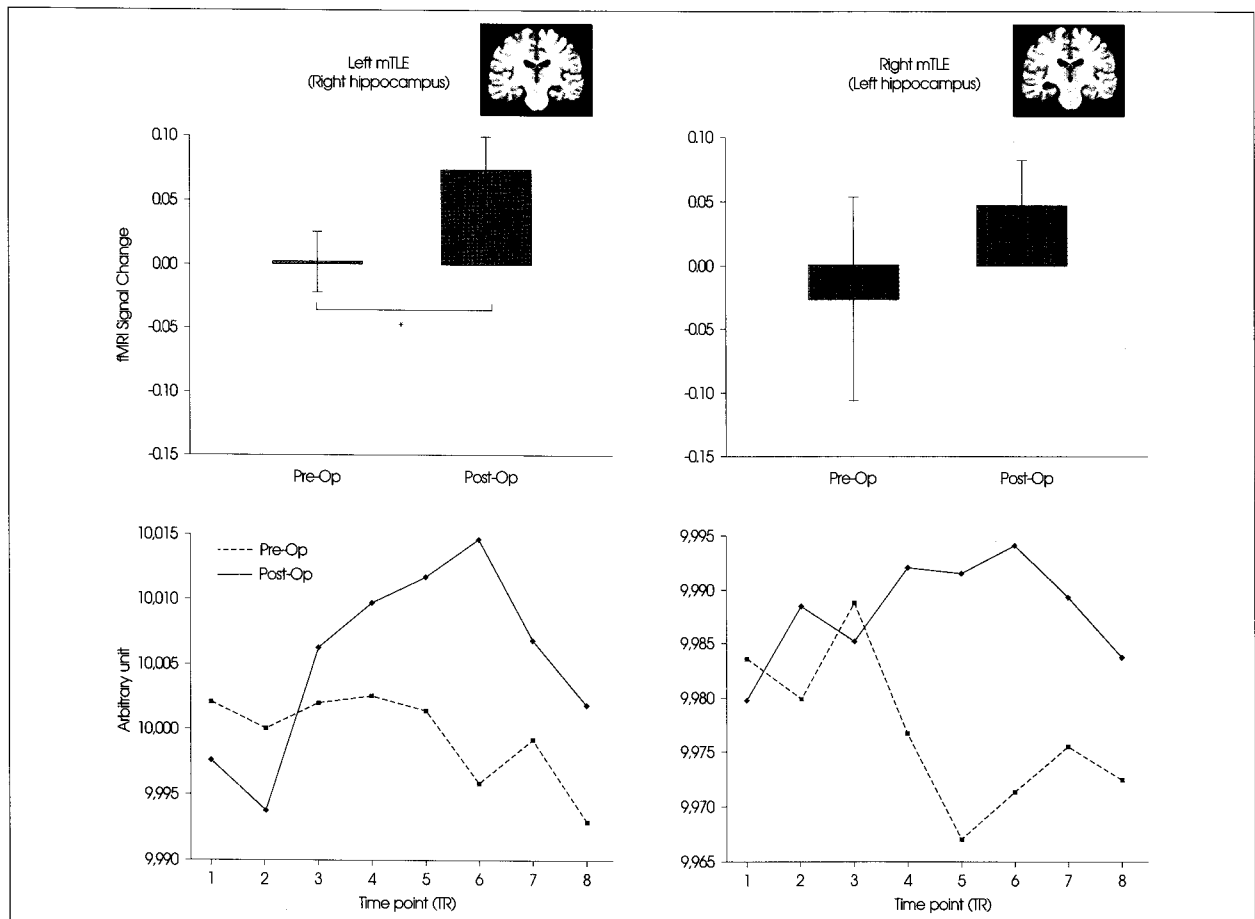 Left mTLE
(Right hippocampus)
Right mTLE
(Left hippocampus)
fMRI Signal Change
0.10
0.05
0.00
-0.05
-0.10
-0.15
*
Pre-Op
Post-Op
0.10
0.05
0.00
-0.05
-0.10
-0.15
Pre-Op
Post-Op
Arbitrary unit
10,015
10,010
10,005
10,000
9,995
9,990
Pre-Op
Post-Op
1 2 3 4 5 6 7 8
Time point (TR)
9,995
9,990
9,985
9,980
9,975
9,970
9,965
1 2 3 4 5 6 7 8
Time point (TR)